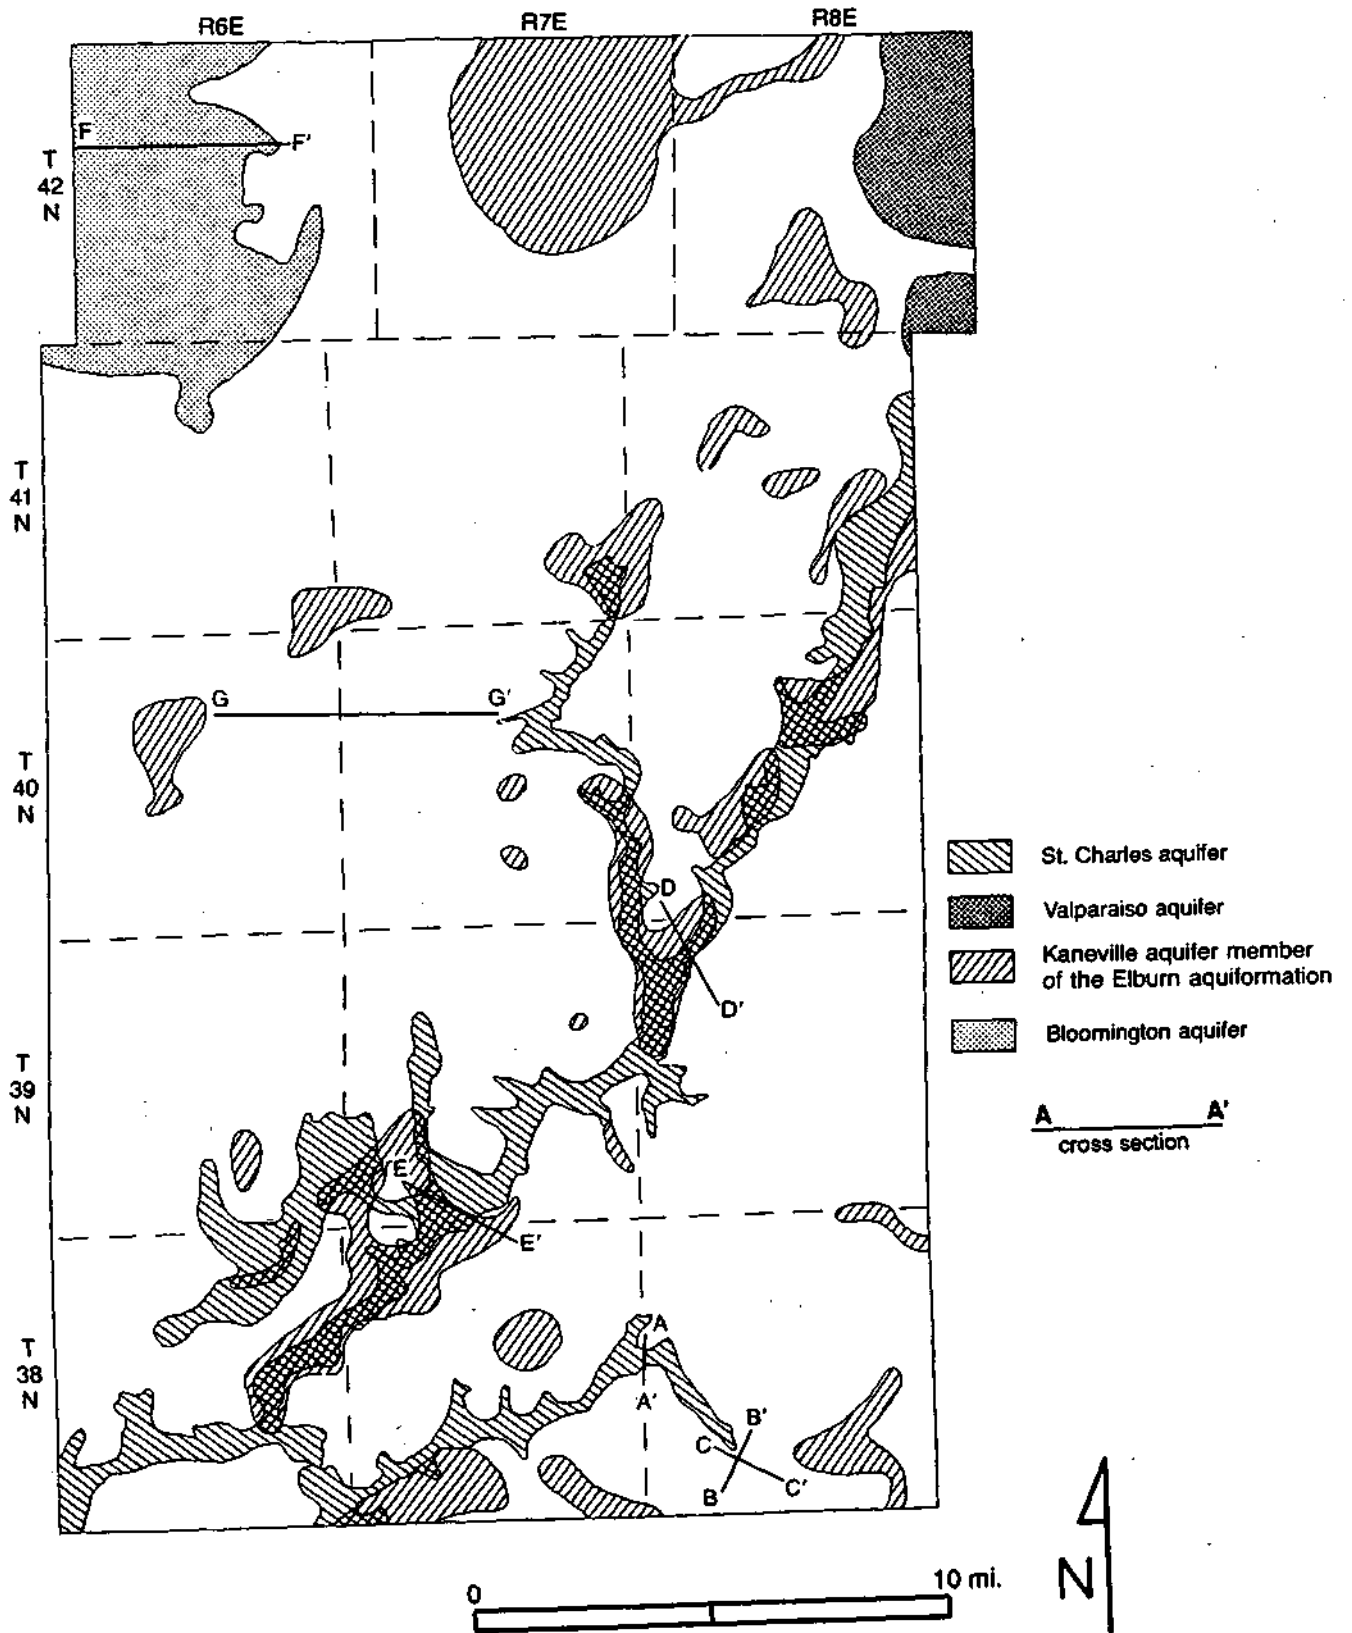 R6E
R7E
R8E
F
F'
T
42
N
T
41
N
G
G'
T
40
N
St. Charles aquifer
D
Valparaiso aquifer
Kaneville aquifer member
of the Elburn aquiformation
D'
Bloomington aquifer
T
39
N
A
A'
cross section
E
E'
T
38
N
A
A'
B'
C
B
C'
0
10 mi.
N